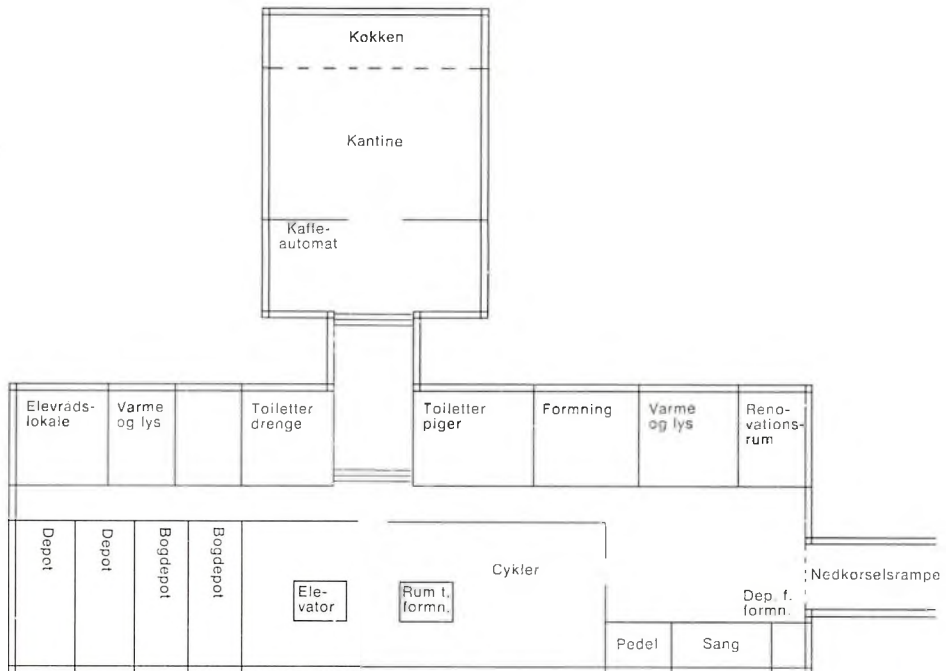 Køkken
Kantine
Kaffe-
automat
Elevråds-
lokale
Varme
og lys
Toiletter
drenge
Toiletter
piger
Formning
Varme
og lys
Reno-
vations-
rum
Depot
Depot
Bogdepot
Bogdepot
Ele-
vator
Rum t.
formn.
Cykler
Nedkørselsrampe
Dep. f.
formn.
Pedel
Sang